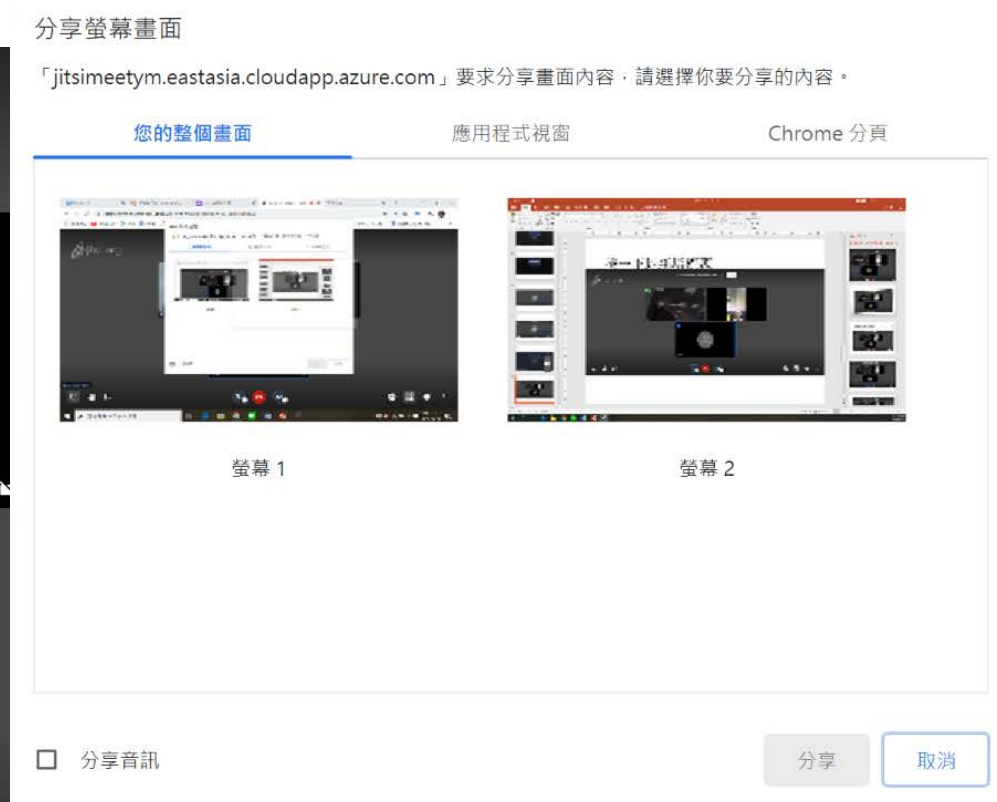 分享螢幕畫面
「jitsimeetym.eastasia.cloudapp.azure.com」要求分享畫面內容，請選擇你要分享的內容。
您的整個畫面 應用程式視窗 Chrome 分頁
螢幕 1 螢幕 2
分享音訊 分享 取消